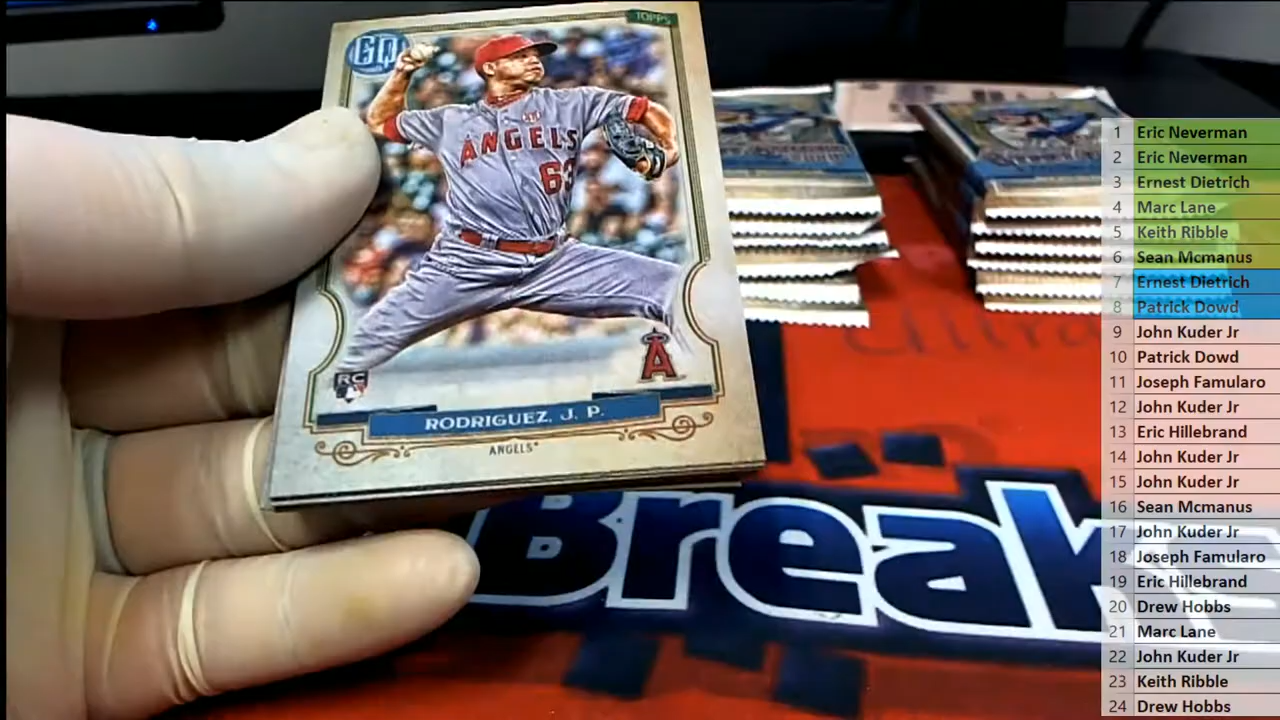 TOPPS
GQ
ANGELS
63
RC
A
RODRIGUEZ, J. P.
ANGELS
Breaks
1 Eric Neverman
2 Eric Neverman
3 Ernest Dietrich
4 Marc Lane
5 Keith Ribble
6 Sean Mcmanus
7 Ernest Dietrich
8 Patrick Dowd
9 John Kuder Jr
10 Patrick Dowd
11 Joseph Famularo
12 John Kuder Jr
13 Eric Hillebrand
14 John Kuder Jr
15 John Kuder Jr
16 Sean Mcmanus
17 John Kuder Jr
18 Joseph Famularo
19 Eric Hillebrand
20 Drew Hobbs
21 Marc Lane
22 John Kuder Jr
23 Keith Ribble
24 Drew Hobbs